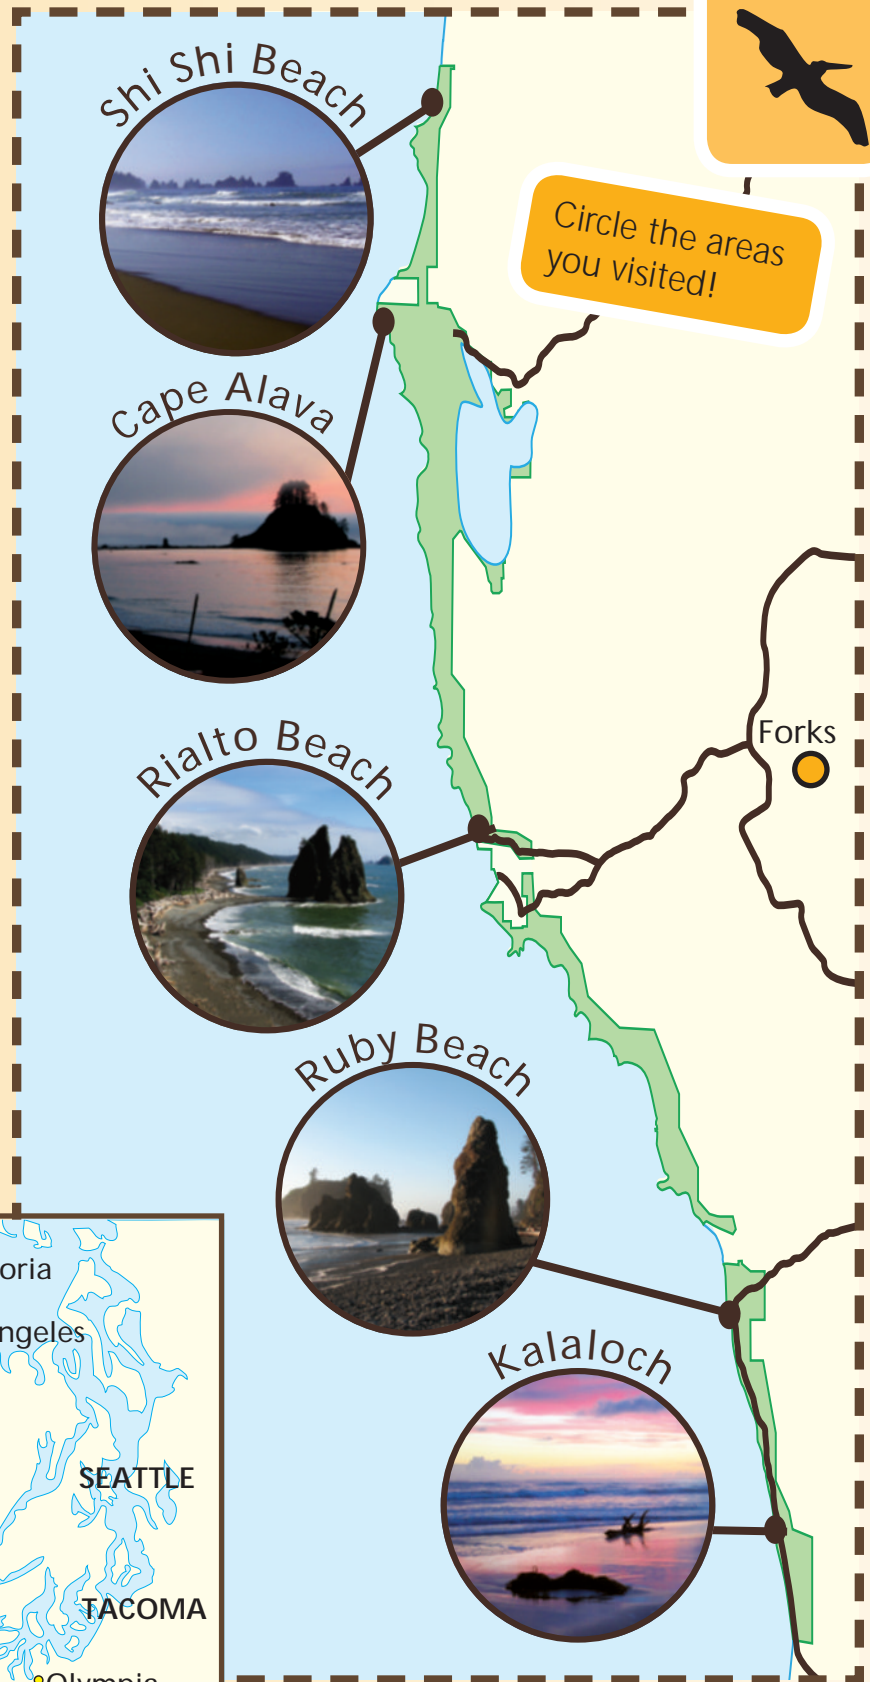 Shi Shi Beach
Circle the areas
you visited!
Cape Alava
Forks
Rialto Beach
Ruby Beach
oria
ngeles
Kalaloch
SEATTLE
TACOMA
Olympia